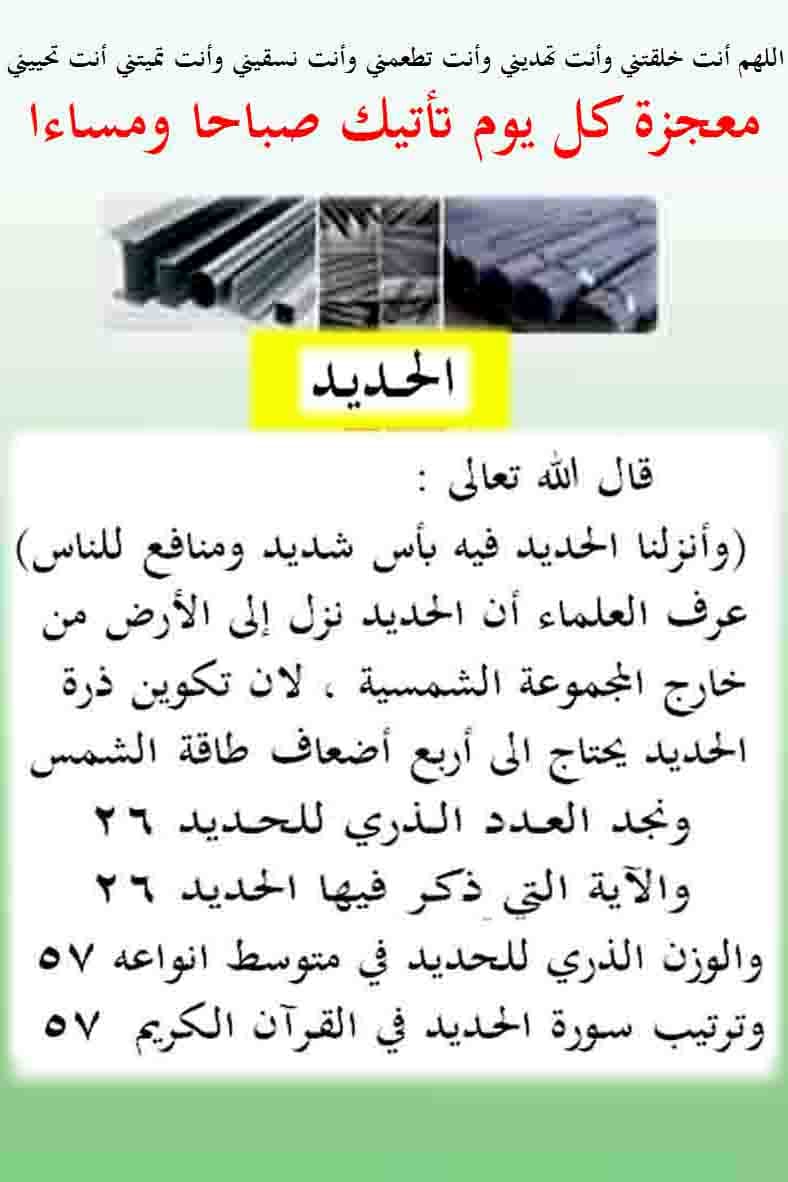 اللهم أنت خلقتني وأنت تهديني وأنت تطعمني وأنت نسقيني وأنت تميتني أنت تحييني
معجزة كل يوم تأتيك صباحا ومساءا
الحديد
قال الله تعالى :
(وأنزلنا الحديد فيه بأس شديد ومنافع للناس)
عرف العلماء أن الحديد نزل إلى الأرض من
خارج المجموعة الشمسية ، لان تكوين ذرة
الحديد يحتاج الى أربع أضعاف طاقة الشمس
ونجد العدد الذري للحديد ٢٦
والآية التي ذكر فيها الحديد ٢٦
والوزن الذري للحديد في متوسط انواعه ٥٧
وترتيب سورة الحديد في القرآن الكريم ٥٧